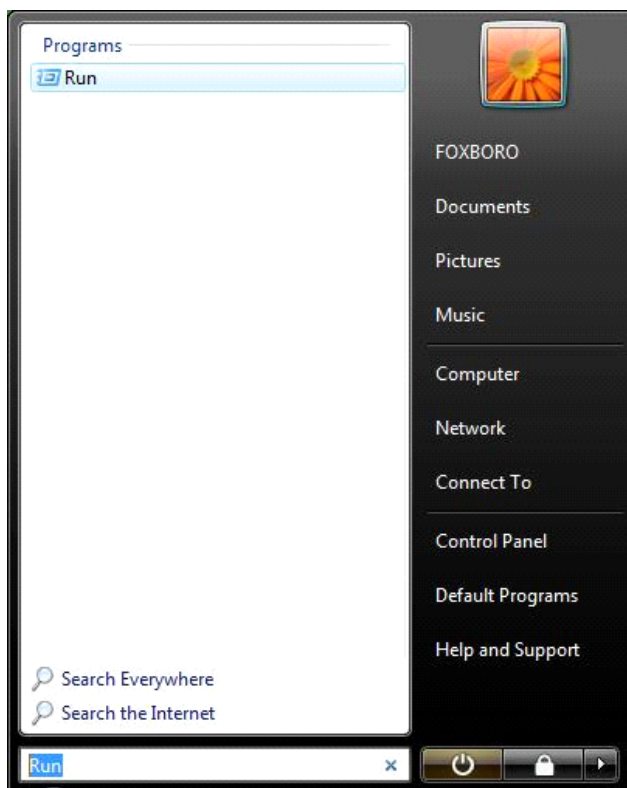 Programs
Run
Search Everywhere
Search the Internet
Run
FOXBORO
Documents
Pictures
Music
Computer
Network
Connect To
Control Panel
Default Programs
Help and Support